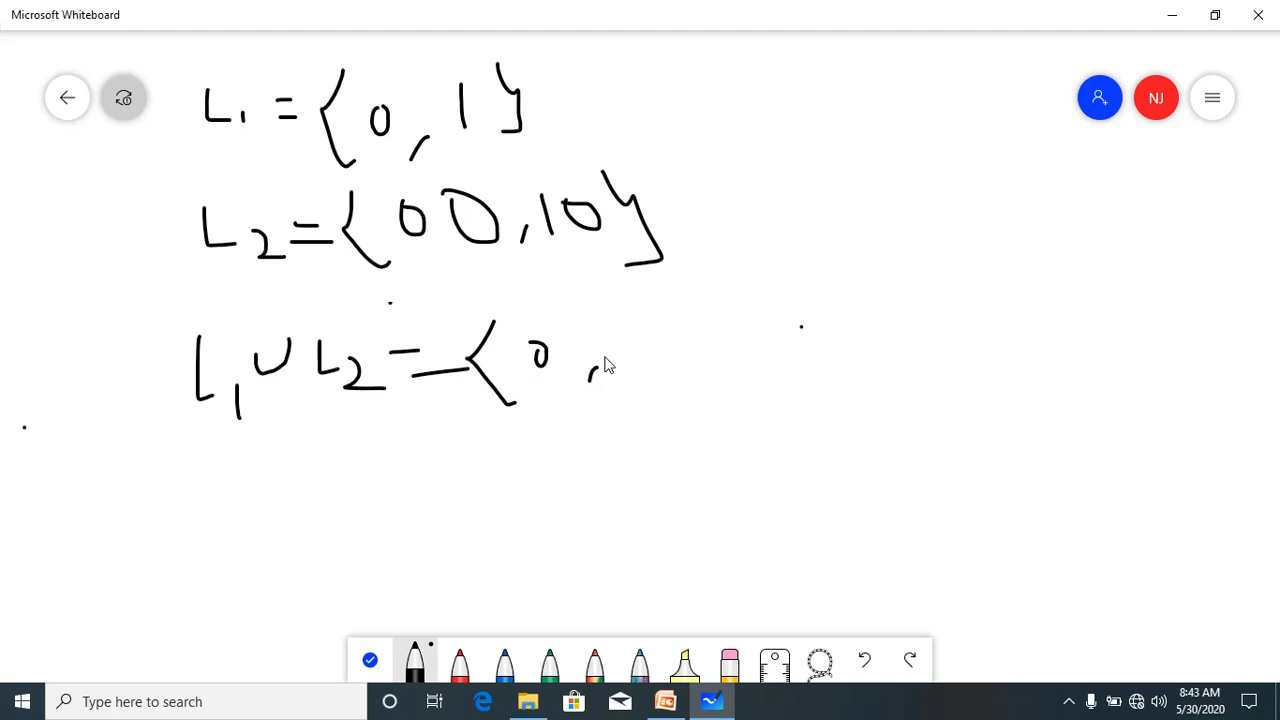 Microsoft Whiteboard
NJ
L1 = { 0 , 1 }
L2 = { 00 , 10 }
L1 ∪ L2 = { 0 ,
Type here to search
8:43 AM
5/30/2020